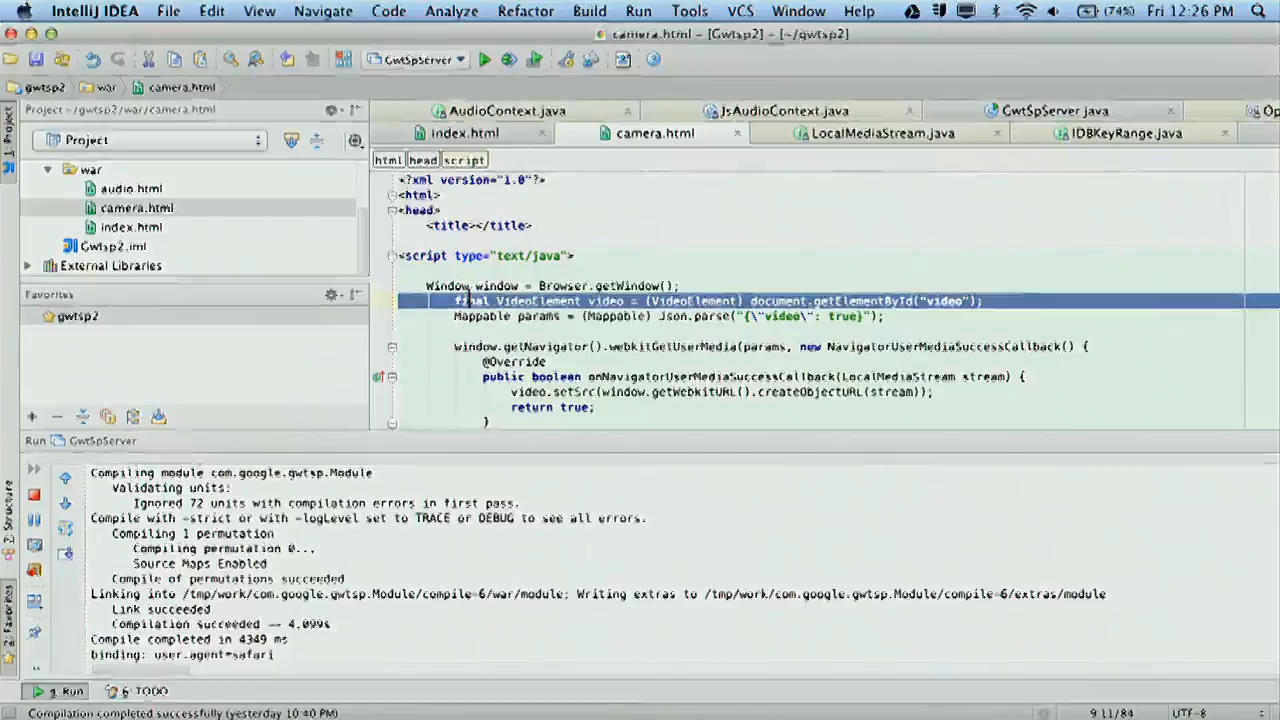 IntelliJ IDEA File Edit View Navigate Code Analyze Refactor Build Run Tools VCS Window Help (74%) Fri 12:26 PM
camera.html - [Gwtsp2] - [~/gwtsp2]
GwtSpServer
gwtsp2 war camera.html
Project - ~/gwtsp2/war/camera.html
AudioContext.java JsAudioContext.java GwtSpServer.java Op
index.html camera.html LocalMediaStream.java IDBKeyRange.java
1: Project
Project
html head script
war
audio.html
camera.html
index.html
Gwtsp2.iml
External Libraries
Favorites
gwtsp2
<?xml version="1.0"?>
<html>
<head>
<title></title>
<script type="text/java">
Window window = Browser.getWindow();
final VideoElement video = (VideoElement) document.getElementById("video");
Mappable params = (Mappable) Json.parse("{\"video\": true}");
window.getNavigator().webkitGetUserMedia(params, new NavigatorUserMediaSuccessCallback() {
@Override
public boolean onNavigatorUserMediaSuccessCallback(LocalMediaStream stream) {
video.setSrc(window.getWebkitURL().createObjectURL(stream));
return true;
}
Run GwtSpServer
Compiling module com.google.gwtsp.Module
Validating units:
Ignored 72 units with compilation errors in first pass.
Compile with -strict or with -logLevel set to TRACE or DEBUG to see all errors.
Compiling 1 permutation
Compiling permutation 0...
Source Maps Enabled
Compile of permutations succeeded
Linking into /tmp/work/com.google.gwtsp.Module/compile-6/war/module; Writing extras to /tmp/work/com.google.gwtsp.Module/compile-6/extras/module
Link succeeded
Compilation succeeded -- 4.099s
Compile completed in 4349 ms
binding: user.agent=safari
7: Structure
2: Favorites
4: Run 6: TODO
Compilation completed successfully (yesterday 10:40 PM) 9:11/84 UTF-8